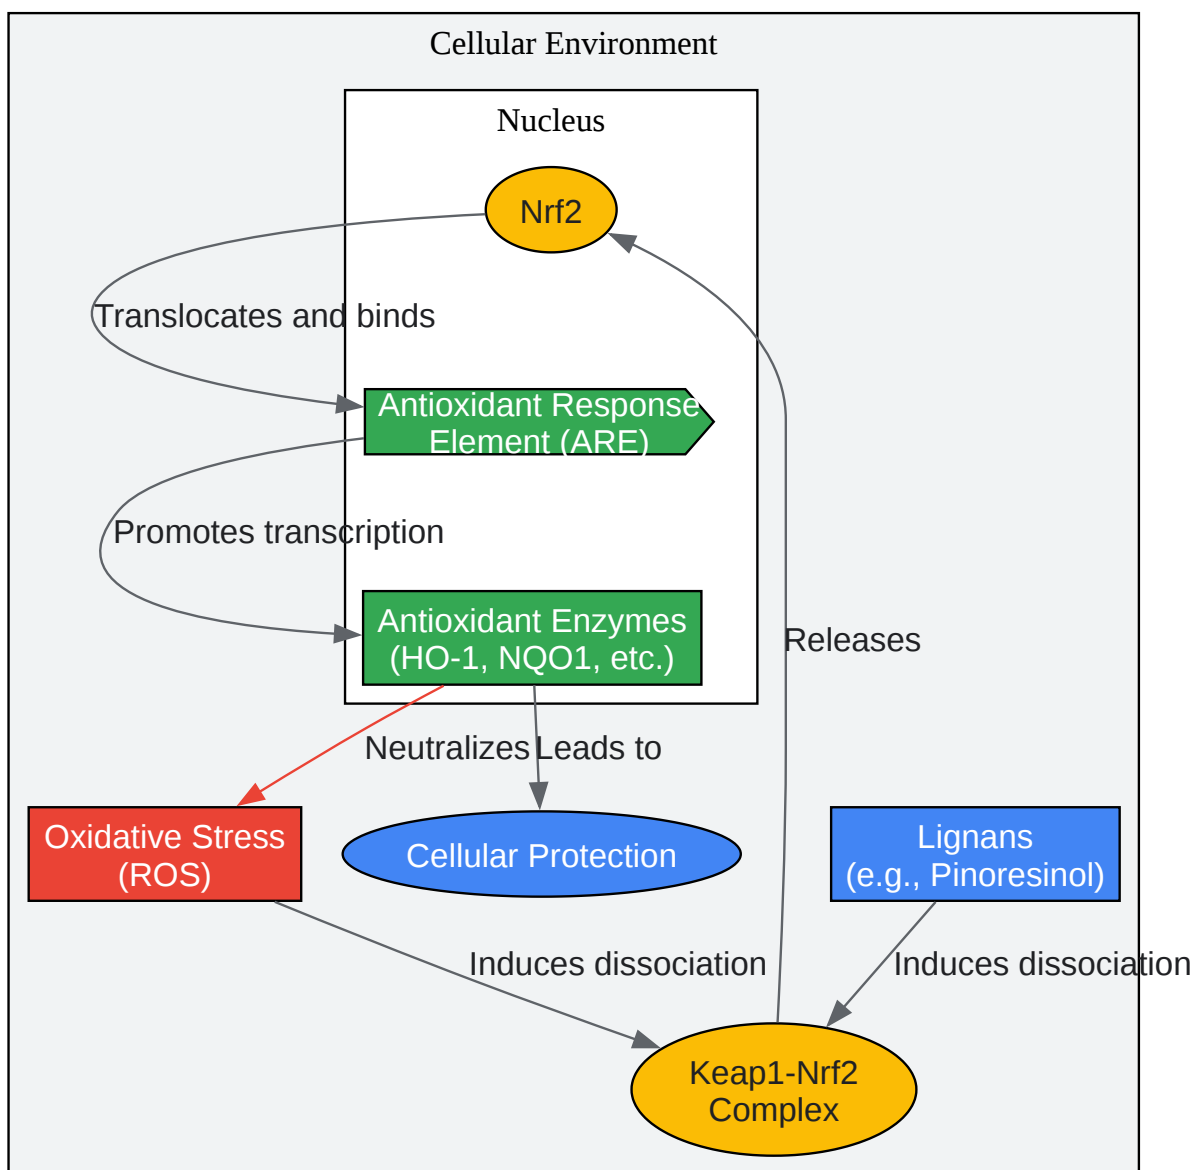 Cellular Environment
Nucleus
Nrf2
Translocates and binds
Antioxidant Response
Element (ARE)
Promotes transcription
Antioxidant Enzymes
(HO-1, NQO1, etc.)
Releases
Neutralizes
Leads to
Oxidative Stress
(ROS)
Cellular Protection
Lignans
(e.g., Pinoresinol)
Induces dissociation
Induces dissociation
Keap1-Nrf2
Complex